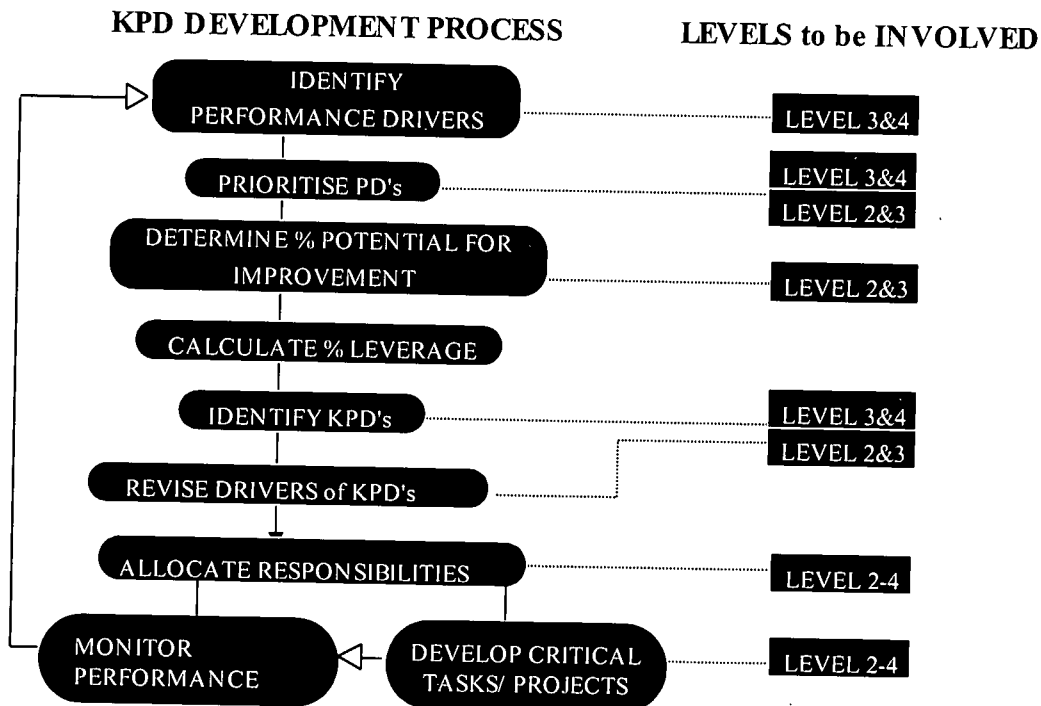 KPD DEVELOPMENT PROCESS
LEVELS to be INVOLVED
IDENTIFY
PERFORMANCE DRIVERS
LEVEL 3&4
PRIORITISE PD's
LEVEL 3&4
LEVEL 2&3
DETERMINE % POTENTIAL FOR
IMPROVEMENT
LEVEL 2&3
CALCULATE % LEVERAGE
IDENTIFY KPD's
LEVEL 3&4
LEVEL 2&3
REVISE DRIVERS of KPD's
ALLOCATE RESPONSIBILITIES
LEVEL 2-4
MONITOR
PERFORMANCE
DEVELOP CRITICAL
TASKS/ PROJECTS
LEVEL 2-4